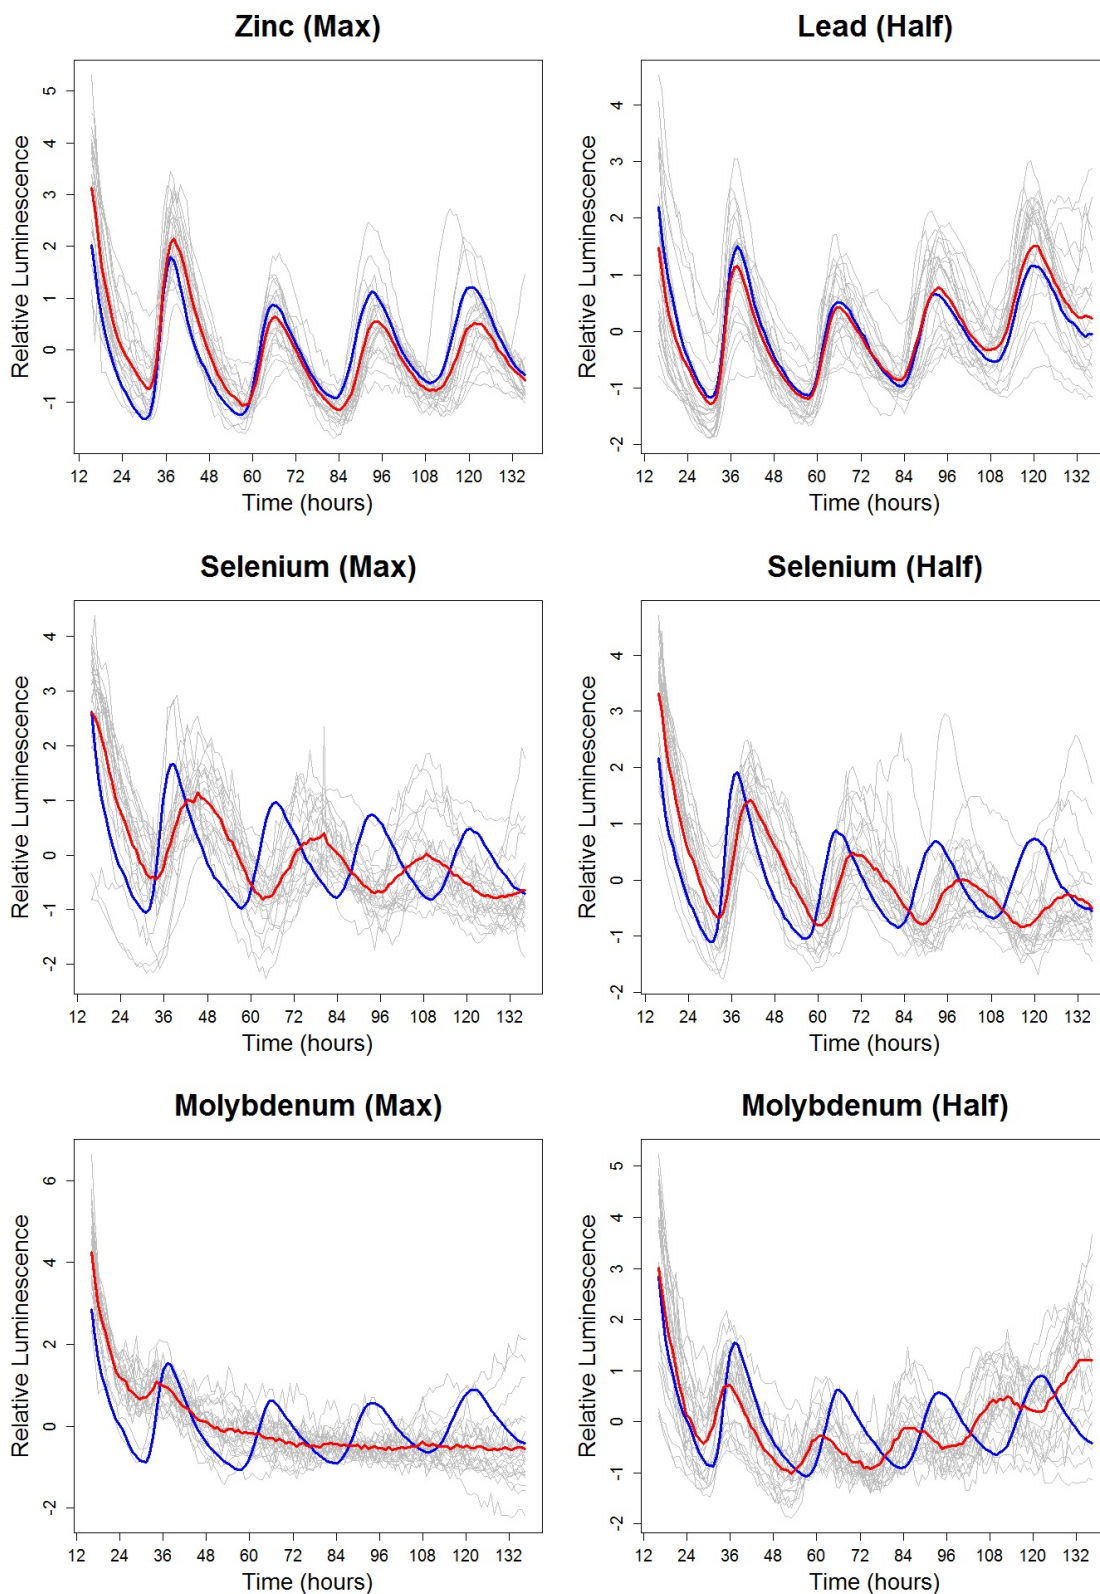 Zinc (Max)
Relative Luminescence
5
4
3
2
1
0
-1
12 24 36 48 60 72 84 96 108 120 132
Time (hours)
Lead (Half)
Relative Luminescence
4
3
2
1
0
-1
-2
12 24 36 48 60 72 84 96 108 120 132
Time (hours)
Selenium (Max)
Relative Luminescence
4
3
2
1
0
-1
-2
12 24 36 48 60 72 84 96 108 120 132
Time (hours)
Selenium (Half)
Relative Luminescence
4
3
2
1
0
-1
-2
12 24 36 48 60 72 84 96 108 120 132
Time (hours)
Molybdenum (Max)
Relative Luminescence
6
4
2
0
-2
12 24 36 48 60 72 84 96 108 120 132
Time (hours)
Molybdenum (Half)
Relative Luminescence
5
4
3
2
1
0
-1
-2
12 24 36 48 60 72 84 96 108 120 132
Time (hours)